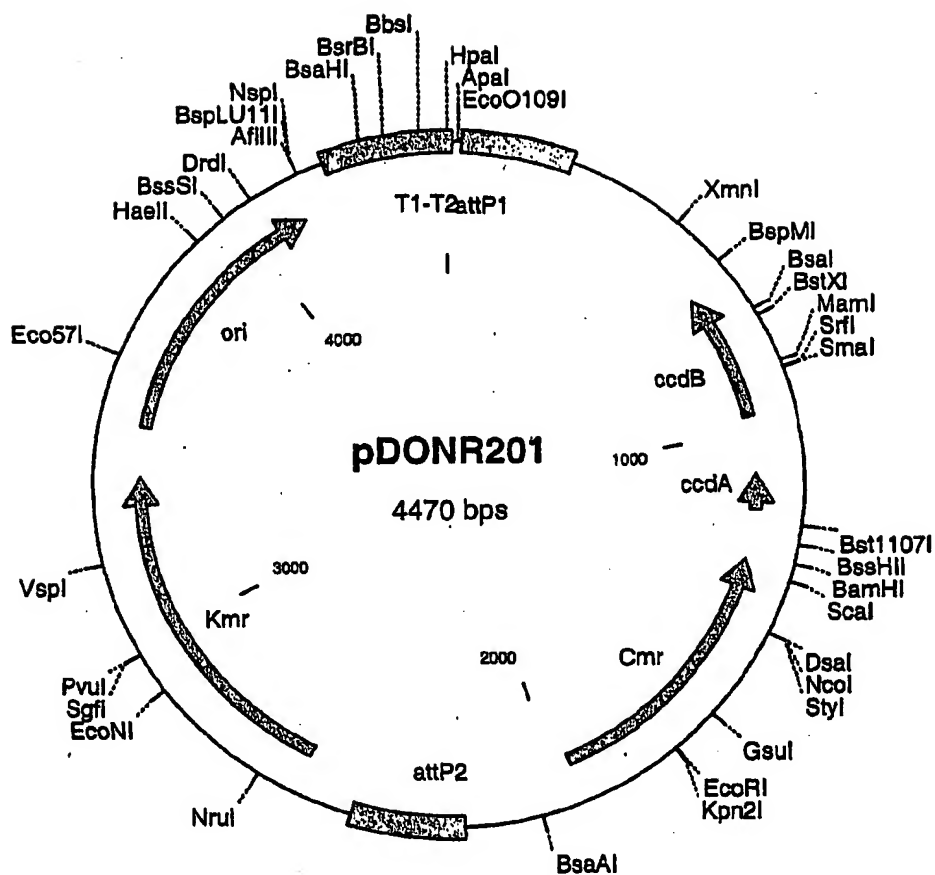 BbsI
BsrBI
BsaHI
HpaI
ApaI
EcoO109I
NspI
BspLU11I
AflIII
DrdI
BssSI
HaeII
Eco57I
T1-T2attP1
XmnI
BspMI
BsaI
BstXI
MamI
SrfI
SmaI
ori
4000
ccdB
pDONR201
4470 bps
1000
ccdA
Bst1107I
BssHII
BamHI
ScaI
VspI
3000
Kmr
2000
Cmr
DsaI
NcoI
StyI
PvuI
SgfI
EcoNI
GsuI
attP2
EcoRI
Kpn2I
NruI
BsaAI